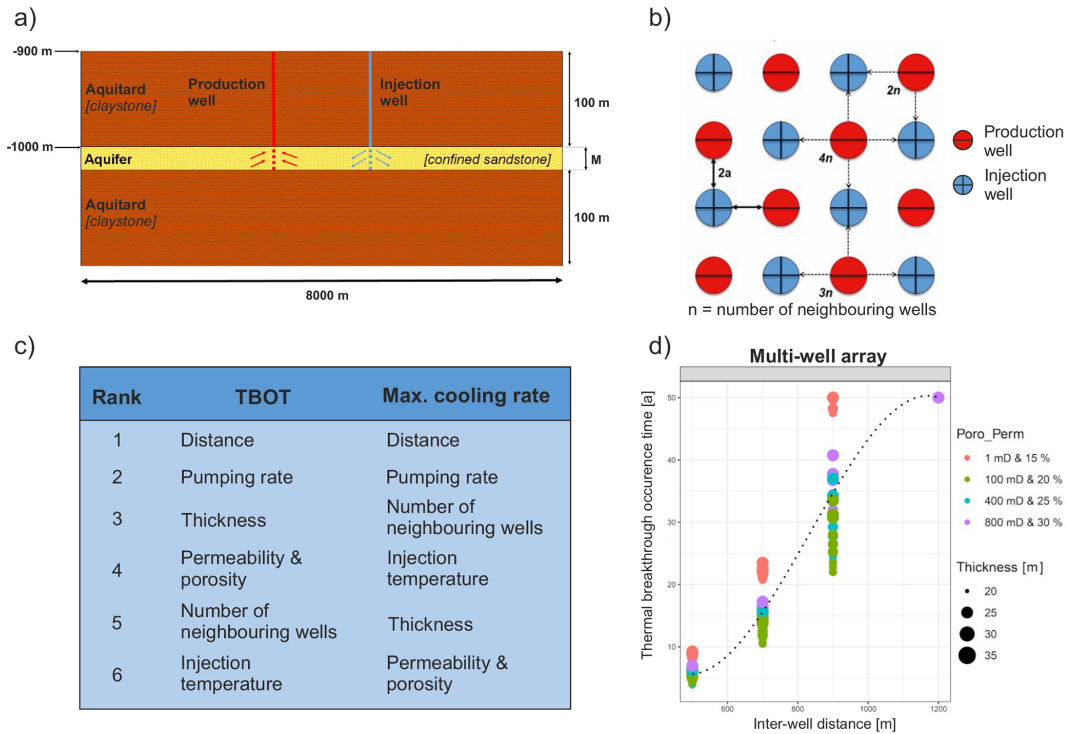 a)
-900 m
Aquitard
[claystone]
Production
well
Injection
well
100 m
-1000 m
Aquifer
[confined sandstone]
M
Aquitard
[claystone]
100 m
8000 m
b)
2n
4n
2a
3n
Production
well
Injection
well
n = number of neighbouring wells
c)
Rank TBOT Max. cooling rate
1 Distance Distance
2 Pumping rate Pumping rate
3 Thickness Number of
neighbouring wells
4 Permeability &
porosity Injection
temperature
5 Number of
neighbouring wells Thickness
6 Injection
temperature Permeability &
porosity
d)
Multi-well array
Thermal breakthrough occurence time [a]
50
40
30
20
10
600 800 1000 1200
Inter-well distance [m]
Poro_Perm
1 mD & 15 %
100 mD & 20 %
400 mD & 25 %
800 mD & 30 %
Thickness [m]
20
25
30
35